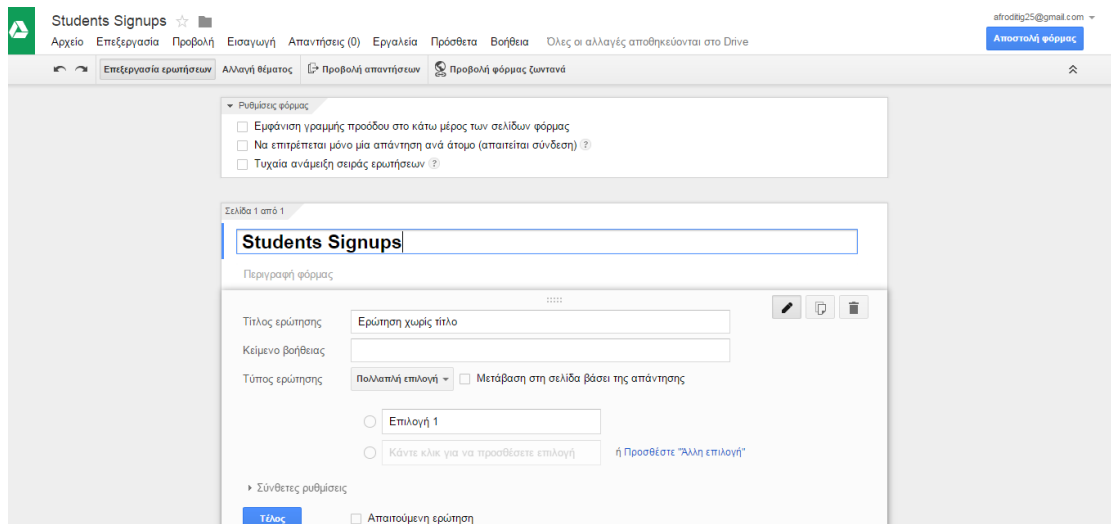 Students Signups
afroditig25@gmail.com
Αρχείο Επεξεργασία Προβολή Εισαγωγή Απαντήσεις (0) Εργαλεία Πρόσθετα Βοήθεια Όλες οι αλλαγές αποθηκεύονται στο Drive
Αποστολή φόρμας
Επεξεργασία ερωτήσεων Αλλαγή θέματος Προβολή απαντήσεων Προβολή φόρμας ζωντανά
Ρυθμίσεις φόρμας
Εμφάνιση γραμμής προόδου στο κάτω μέρος των σελίδων φόρμας
Να επιτρέπεται μόνο μία απάντηση ανά άτομο (απαιτείται σύνδεση) ?
Τυχαία ανάμειξη σειράς ερωτήσεων ?
Σελίδα 1 από 1
Students Signups
Περιγραφή φόρμας
Τίτλος ερώτησης Ερώτηση χωρίς τίτλο
Κείμενο βοήθειας
Τύπος ερώτησης Πολλαπλή επιλογή Μετάβαση στη σελίδα βάσει της απάντησης
Επιλογή 1
Κάντε κλικ για να προσθέσετε επιλογή ή Προσθέστε "Άλλη επιλογή"
Σύνθετες ρυθμίσεις
Τέλος Απαιτούμενη ερώτηση